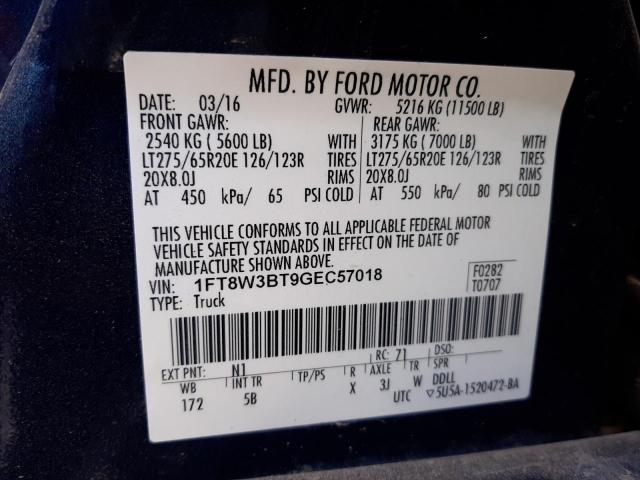 MFD. BY FORD MOTOR CO.
DATE: 03/16 GVWR: 5216 KG (11500 LB)
FRONT GAWR: REAR GAWR:
2540 KG ( 5600 LB) WITH 3175 KG ( 7000 LB) WITH
LT275/65R20E 126/123R TIRES LT275/65R20E 126/123R TIRES
20X8.0J RIMS 20X8.0J RIMS
AT 450 kPa/ 65 PSI COLD AT 550 kPa/ 80 PSI COLD
THIS VEHICLE CONFORMS TO ALL APPLICABLE FEDERAL MOTOR
VEHICLE SAFETY STANDARDS IN EFFECT ON THE DATE OF
MANUFACTURE SHOWN ABOVE.
VIN: 1FT8W3BT9GEC57018 F0282
TYPE: Truck T0707
EXT PNT: N1 RC: 71 DSO:
WB INT TR TP/PS R AXLE TR SPR
172 5B X 3J W DDLL
UTC ▽5U5A-1520472-BA